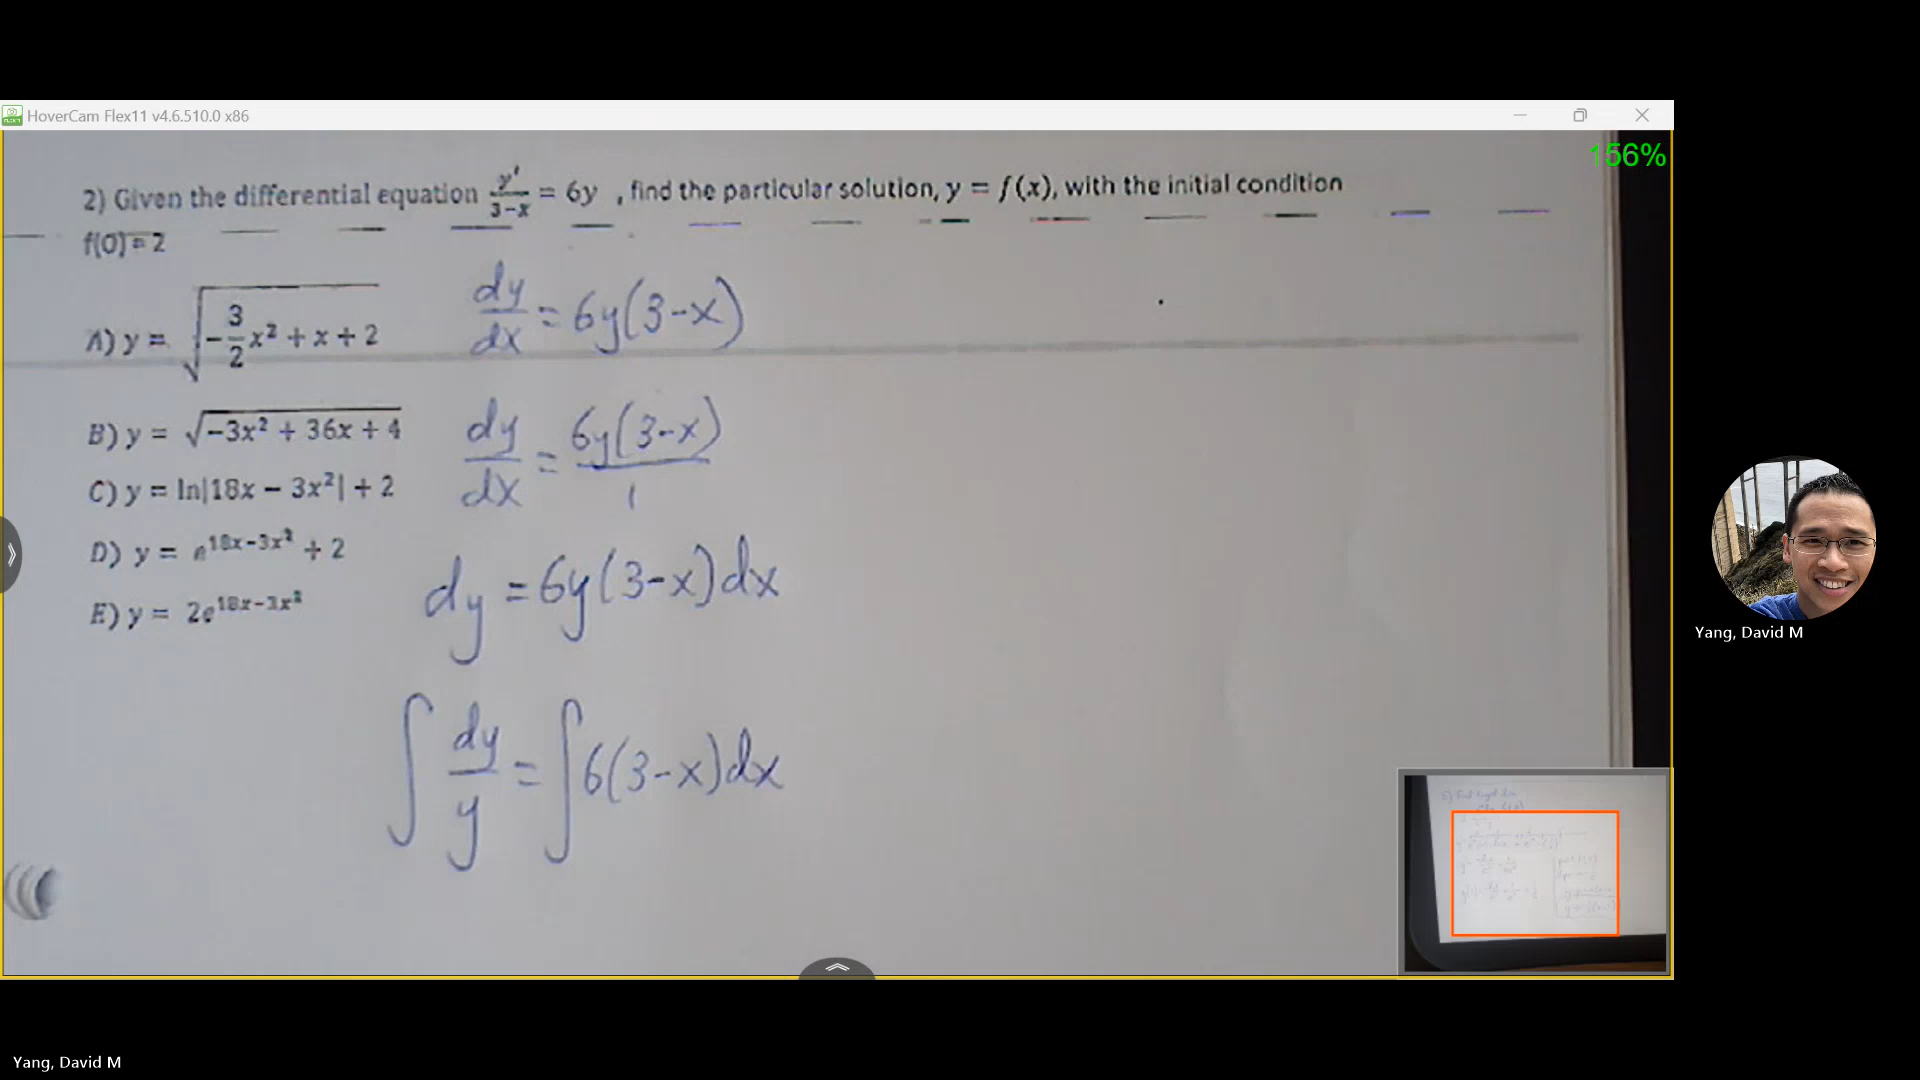 HoverCam Flex11 v4.6.510.0 x86
156%
2) Given the differential equation y'/(3-x) = 6y , find the particular solution, y = f(x), with the initial condition
f(0) = 2
A) y = √(-3/2 x² + x + 2)
B) y = √(-3x² + 36x + 4)
C) y = ln|18x − 3x²| + 2
D) y = e^(18x−3x²) + 2
E) y = 2e^(18x−3x²)
dy/dx = 6y(3-x)
dy/dx = 6y(3-x)/1
dy = 6y(3-x)dx
∫ dy/y = ∫6(3-x)dx
Yang, David M
Yang, David M